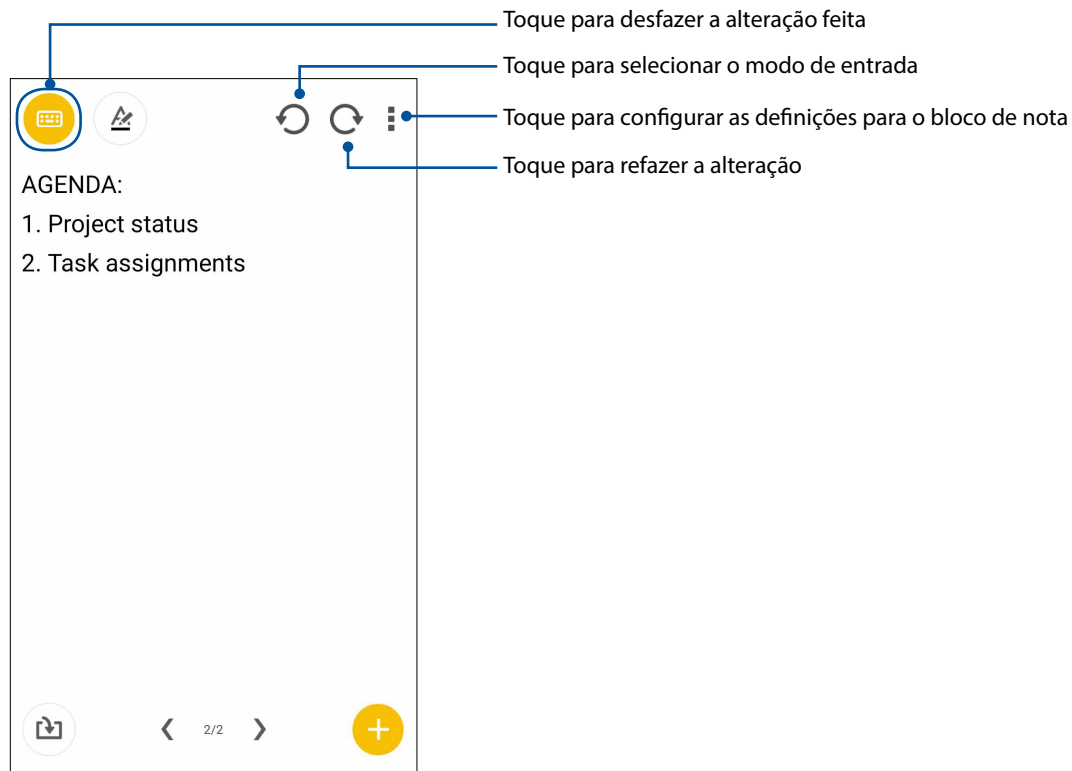 Toque para desfazer a alteração feita
Toque para selecionar o modo de entrada
Toque para configurar as definições para o bloco de nota
Toque para refazer a alteração
AGENDA:
1. Project status
2. Task assignments
2/2